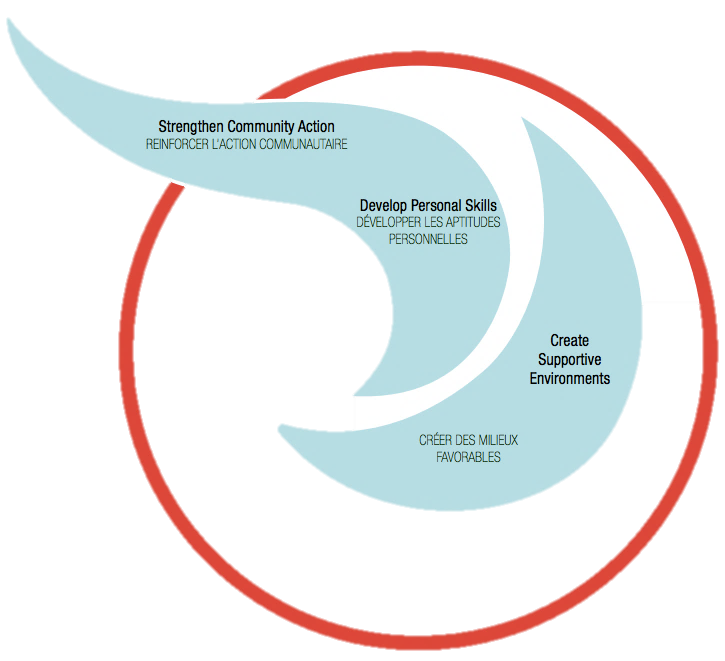 Strengthen Community Action
REINFORCER L'ACTION COMMUNAUTAIRE
Develop Personal Skills
DÉVELOPPER LES APTITUDES
PERSONNELLES
Create
Supportive
Environments
CRÉER DES MILIEUX
FAVORABLES